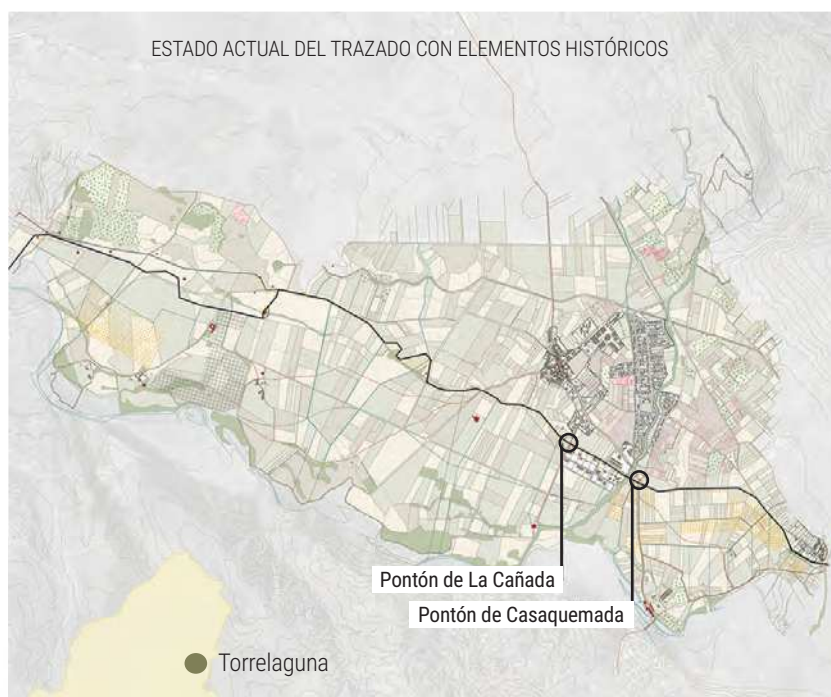 ESTADO ACTUAL DEL TRAZADO CON ELEMENTOS HISTÓRICOS
Pontón de La Cañada
Pontón de Casaquemada
Torrelaguna